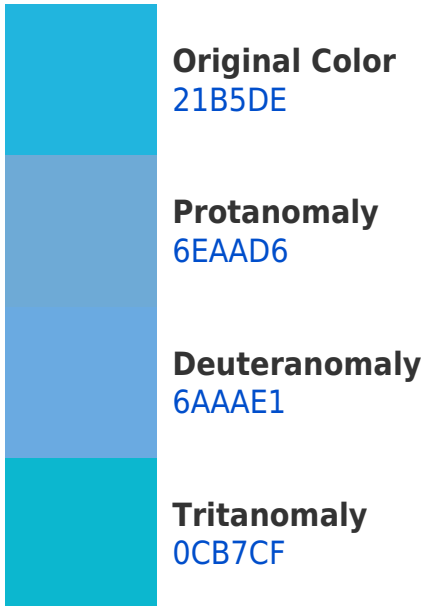 Original Color
21B5DE
Protanomaly
6EAAD6
Deuteranomaly
6AAAE1
Tritanomaly
0CB7CF